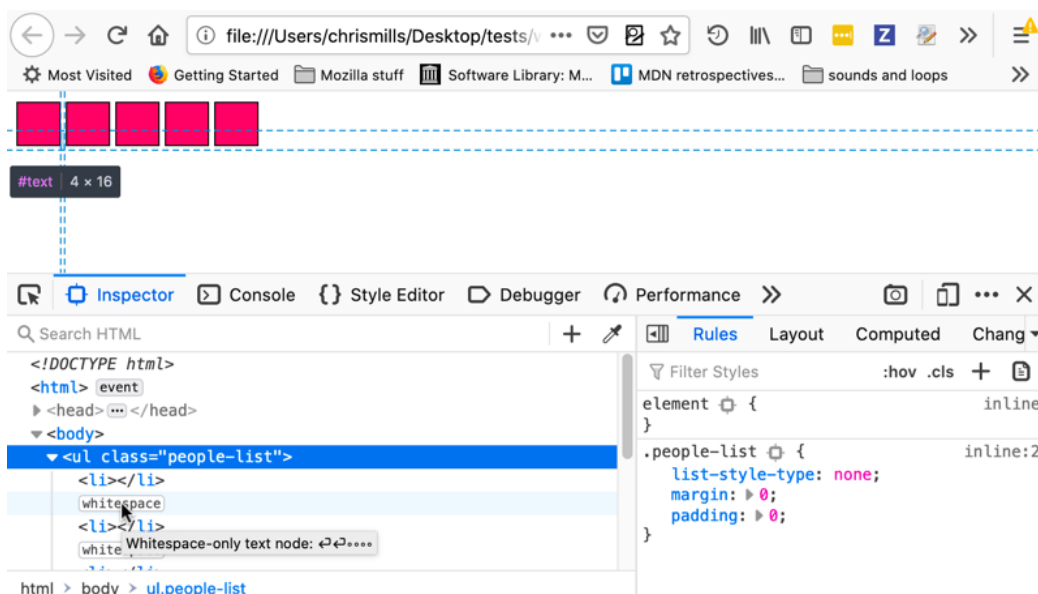 file:///Users/chrismills/Desktop/tests/
Most Visited Getting Started Mozilla stuff Software Library: M... MDN retrospectives... sounds and loops
#text 4 × 16
Inspector Console {} Style Editor Debugger Performance
Search HTML
<!DOCTYPE html>
<html> event
<head> ••• </head>
<body>
<ul class="people-list">
<li></li>
whitespace
<li></li>
white
Whitespace-only text node: ⏎⏎◦◦◦◦
html > body > ul.people-list
Rules Layout Computed Chang
Filter Styles :hov .cls
element { inline
}
.people-list { inline:2
list-style-type: none;
margin: 0;
padding: 0;
}